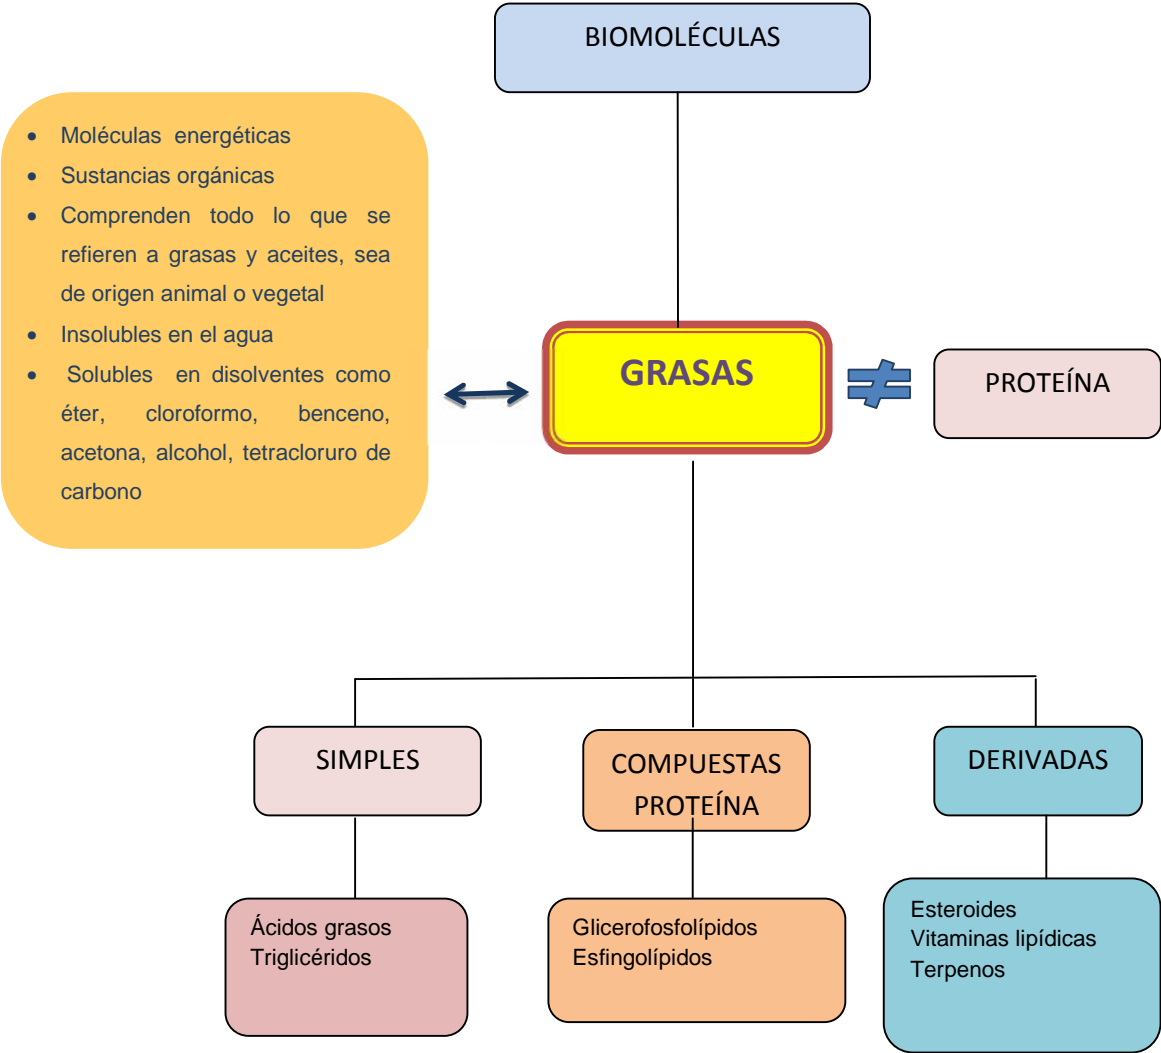 BIOMOLÉCULAS
• Moléculas energéticas
• Sustancias orgánicas
• Comprenden todo lo que se
refieren a grasas y aceites, sea
de origen animal o vegetal
• Insolubles en el agua
• Solubles en disolventes como
éter, cloroformo, benceno,
acetona, alcohol, tetracloruro de
carbono
GRASAS
PROTEÍNA
SIMPLES
COMPUESTAS
PROTEÍNA
DERIVADAS
Ácidos grasos
Triglicéridos
Glicerofosfolípidos
Esfingolípidos
Esteroides
Vitaminas lipídicas
Terpenos